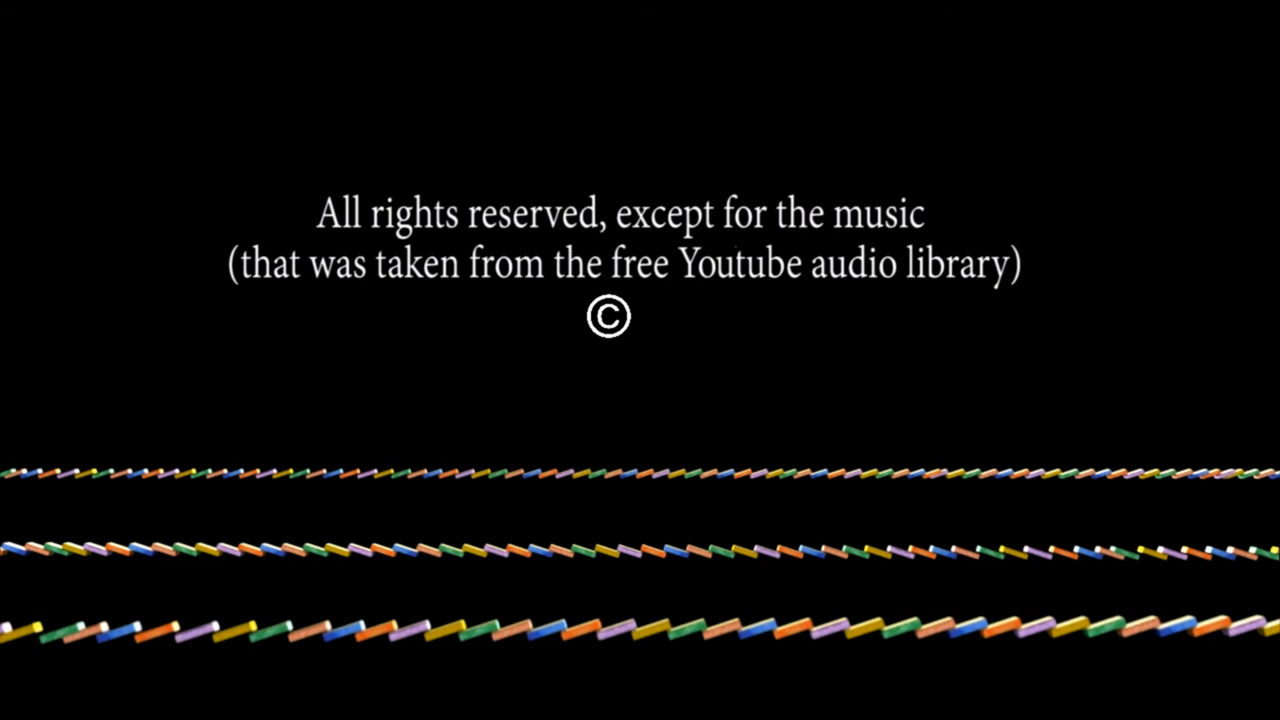 All rights reserved, except for the music
(that was taken from the free Youtube audio library)
©